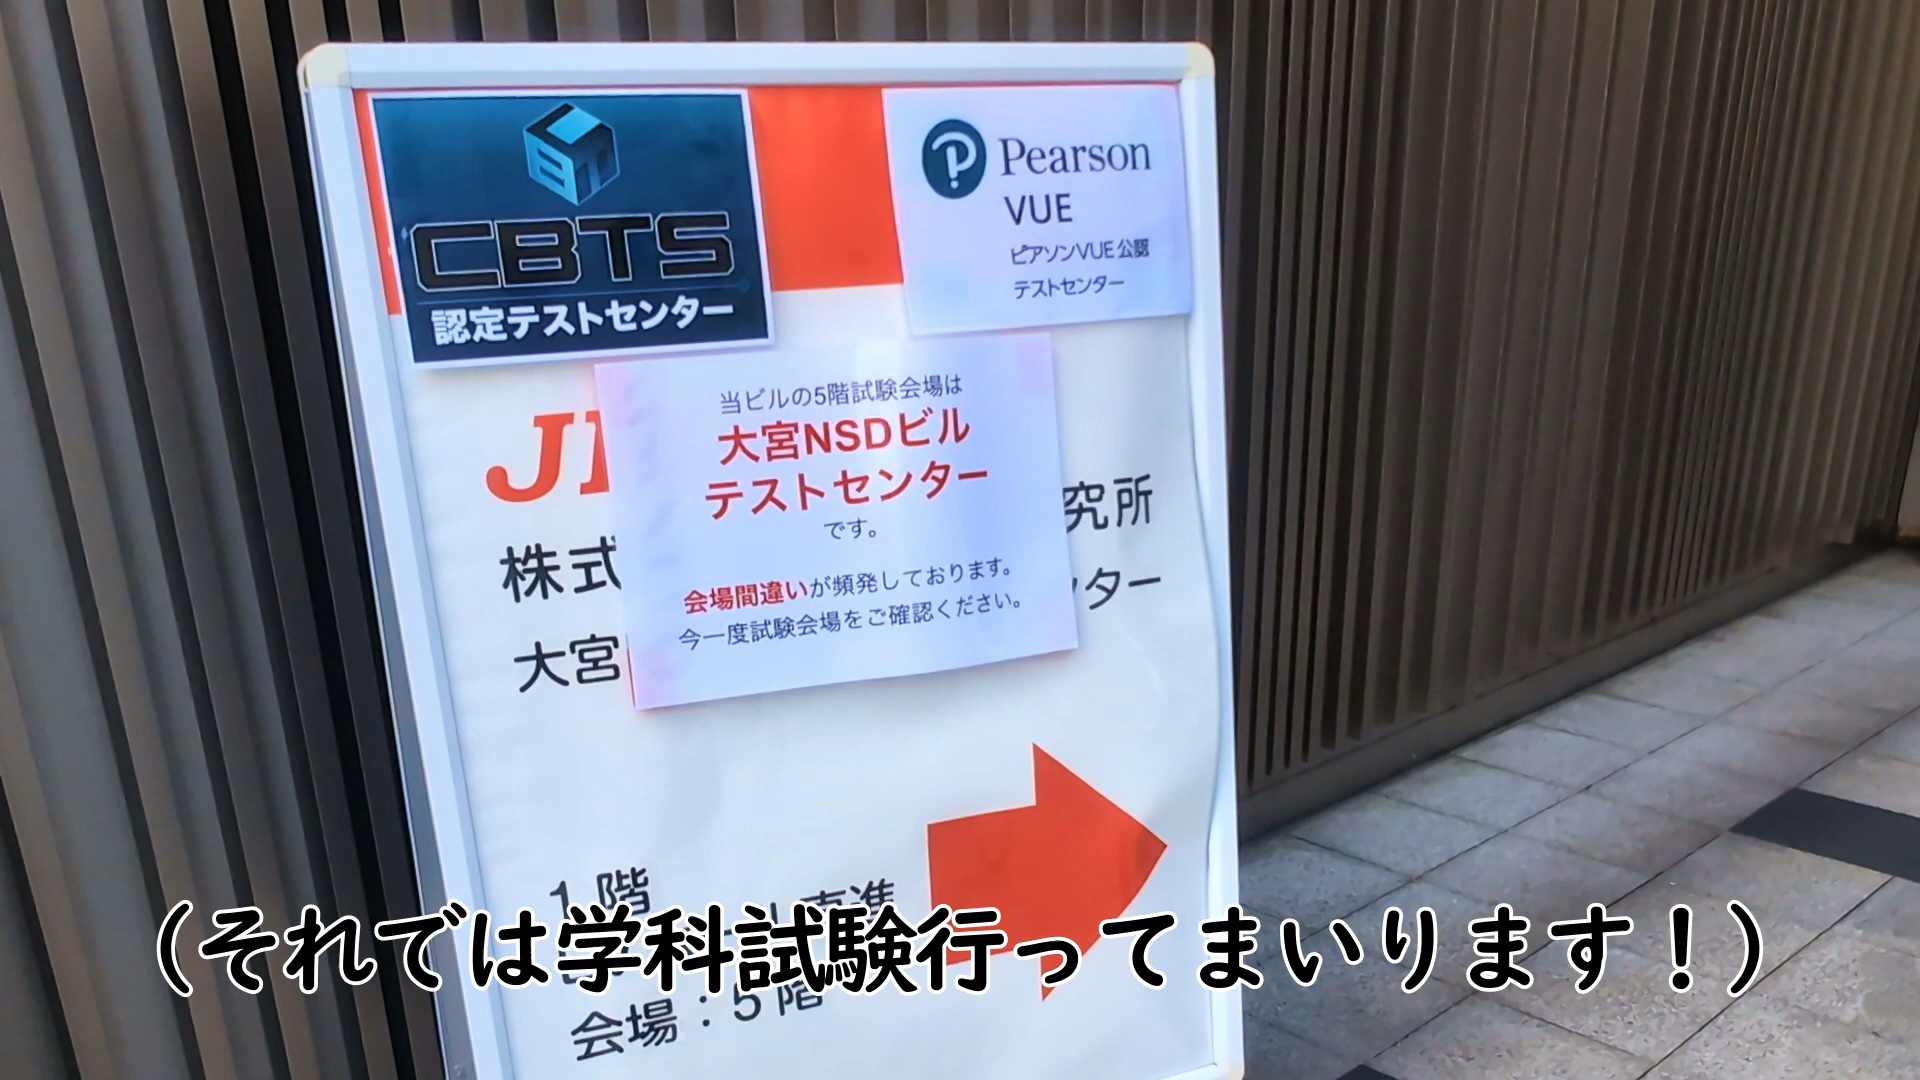 CBTS
認定テストセンター
Pearson
VUE
ピアソンVUE公認
テストセンター
当ビルの5階試験会場は
大宮NSDビル
テストセンター
です。
会場間違いが頻発しております。
今一度試験会場をご確認ください。
株式
究所
大宮
ター
1階
直進
会場:5階
(それでは学科試験行ってまいります!)